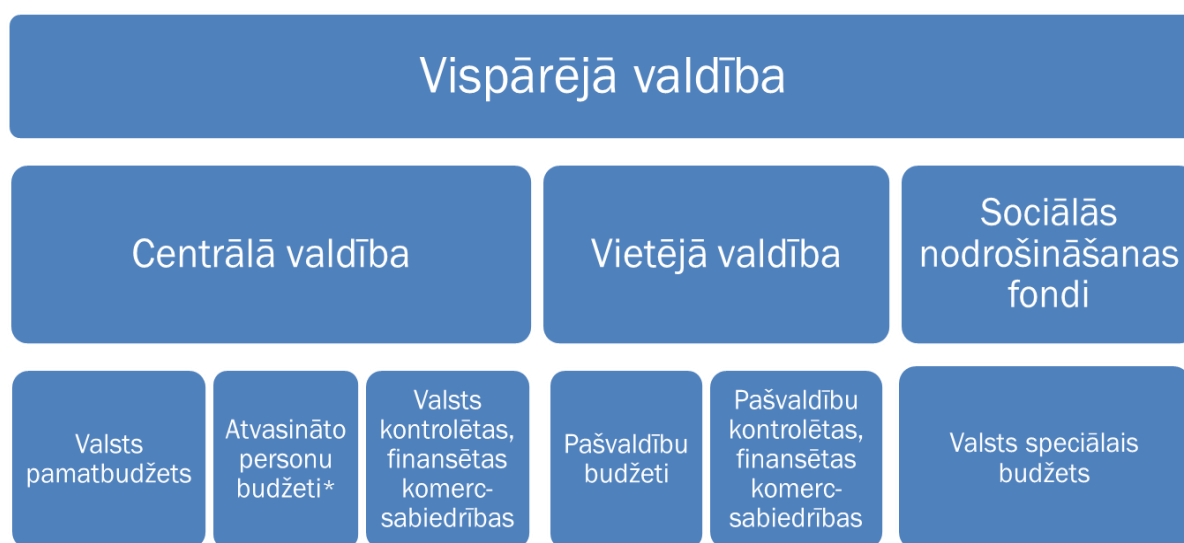 Vispārējā valdība
Centrālā valdība
Vietējā valdība
Sociālās
nodrošināšanas
fondi
Valsts
pamatbudžets
Atvasināto
personu
budžeti*
Valsts
kontrolētas,
finansētas
komerc-
sabiedrības
Pašvaldību
budžeti
Pašvaldību
kontrolētas,
finansētas
komerc-
sabiedrības
Valsts speciālais
budžets